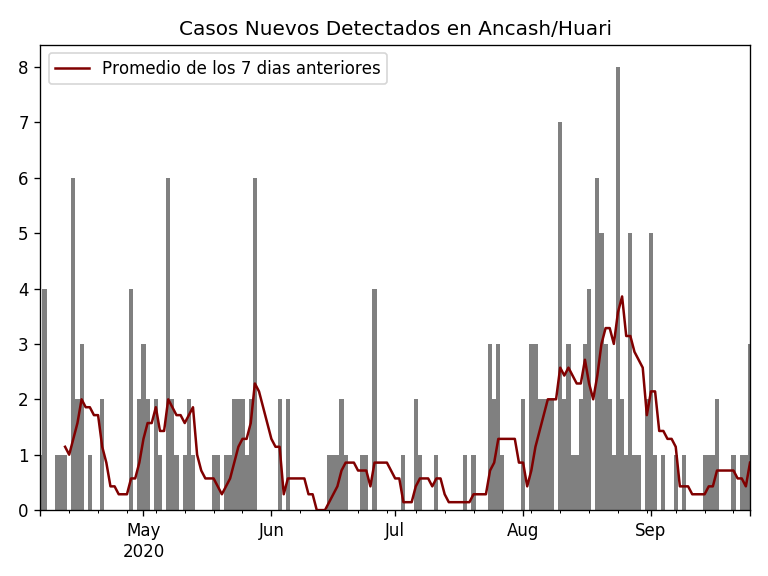 Casos Nuevos Detectados en Ancash/Huari
Promedio de los 7 dias anteriores
8
7
6
5
4
3
2
1
0
May
2020
Jun
Jul
Aug
Sep